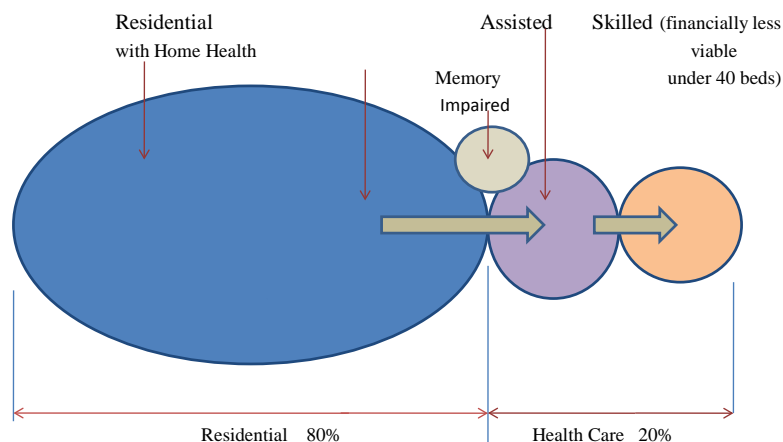 Residential
with Home Health
Assisted
Skilled (financially less
viable
under 40 beds)
Memory
Impaired
Residential 80%
Health Care 20%